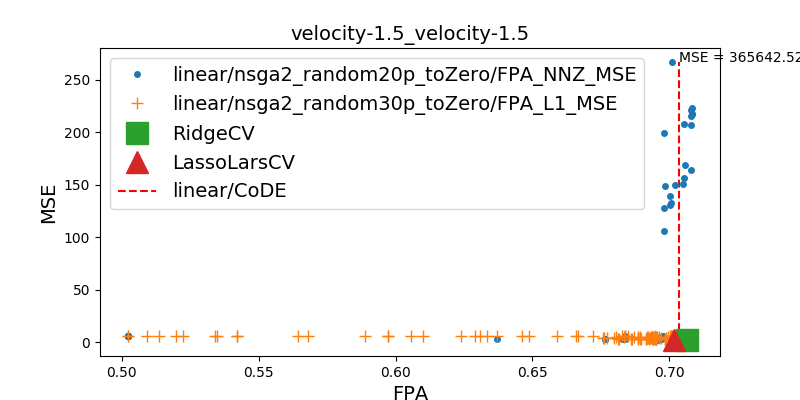 velocity-1.5_velocity-1.5
MSE = 365642.52
linear/nsga2_random20p_toZero/FPA_NNZ_MSE
linear/nsga2_random30p_toZero/FPA_L1_MSE
RidgeCV
LassoLarsCV
linear/CoDE
MSE
250
200
150
100
50
0
0.50 0.55 0.60 0.65 0.70
FPA